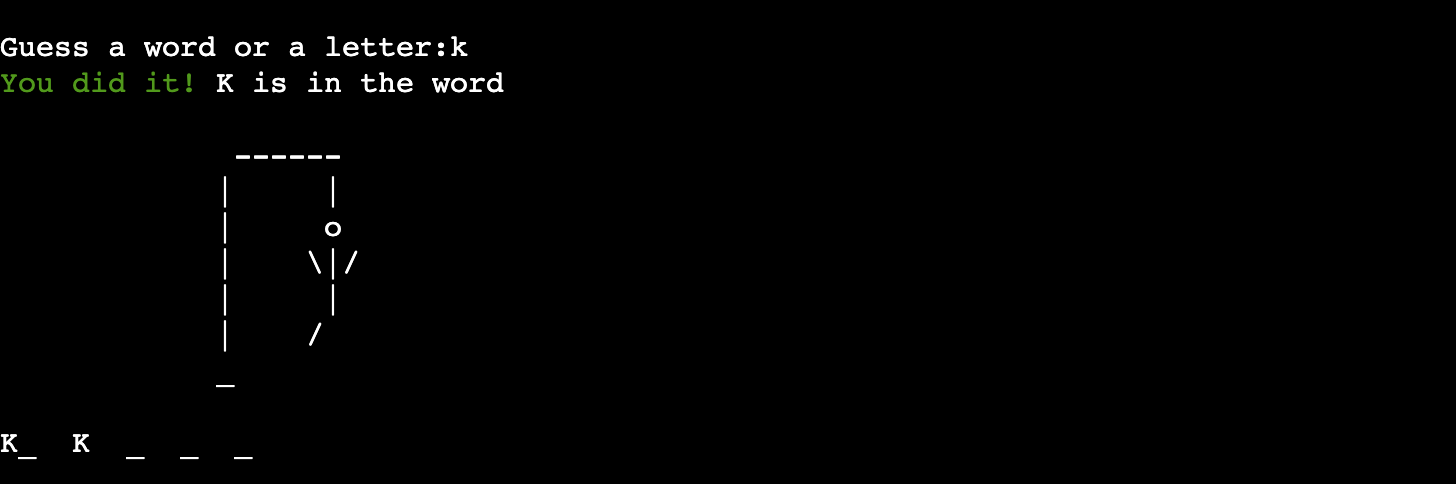 Guess a word or a letter:k
You did it! K is in the word
K_  K  _  _  _